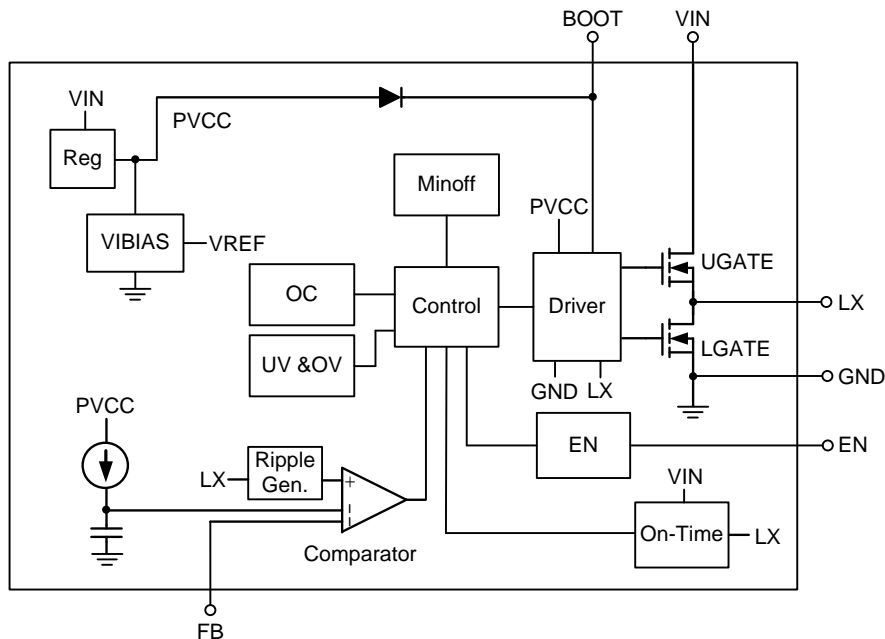 BOOT
VIN
VIN
PVCC
Reg
Minoff
PVCC
VIBIAS
VREF
UGATE
OC
Control
Driver
LX
UV &OV
LGATE
GND
LX
GND
PVCC
EN
EN
LX
Ripple
Gen.
+
VIN
On-Time
LX
Comparator
FB